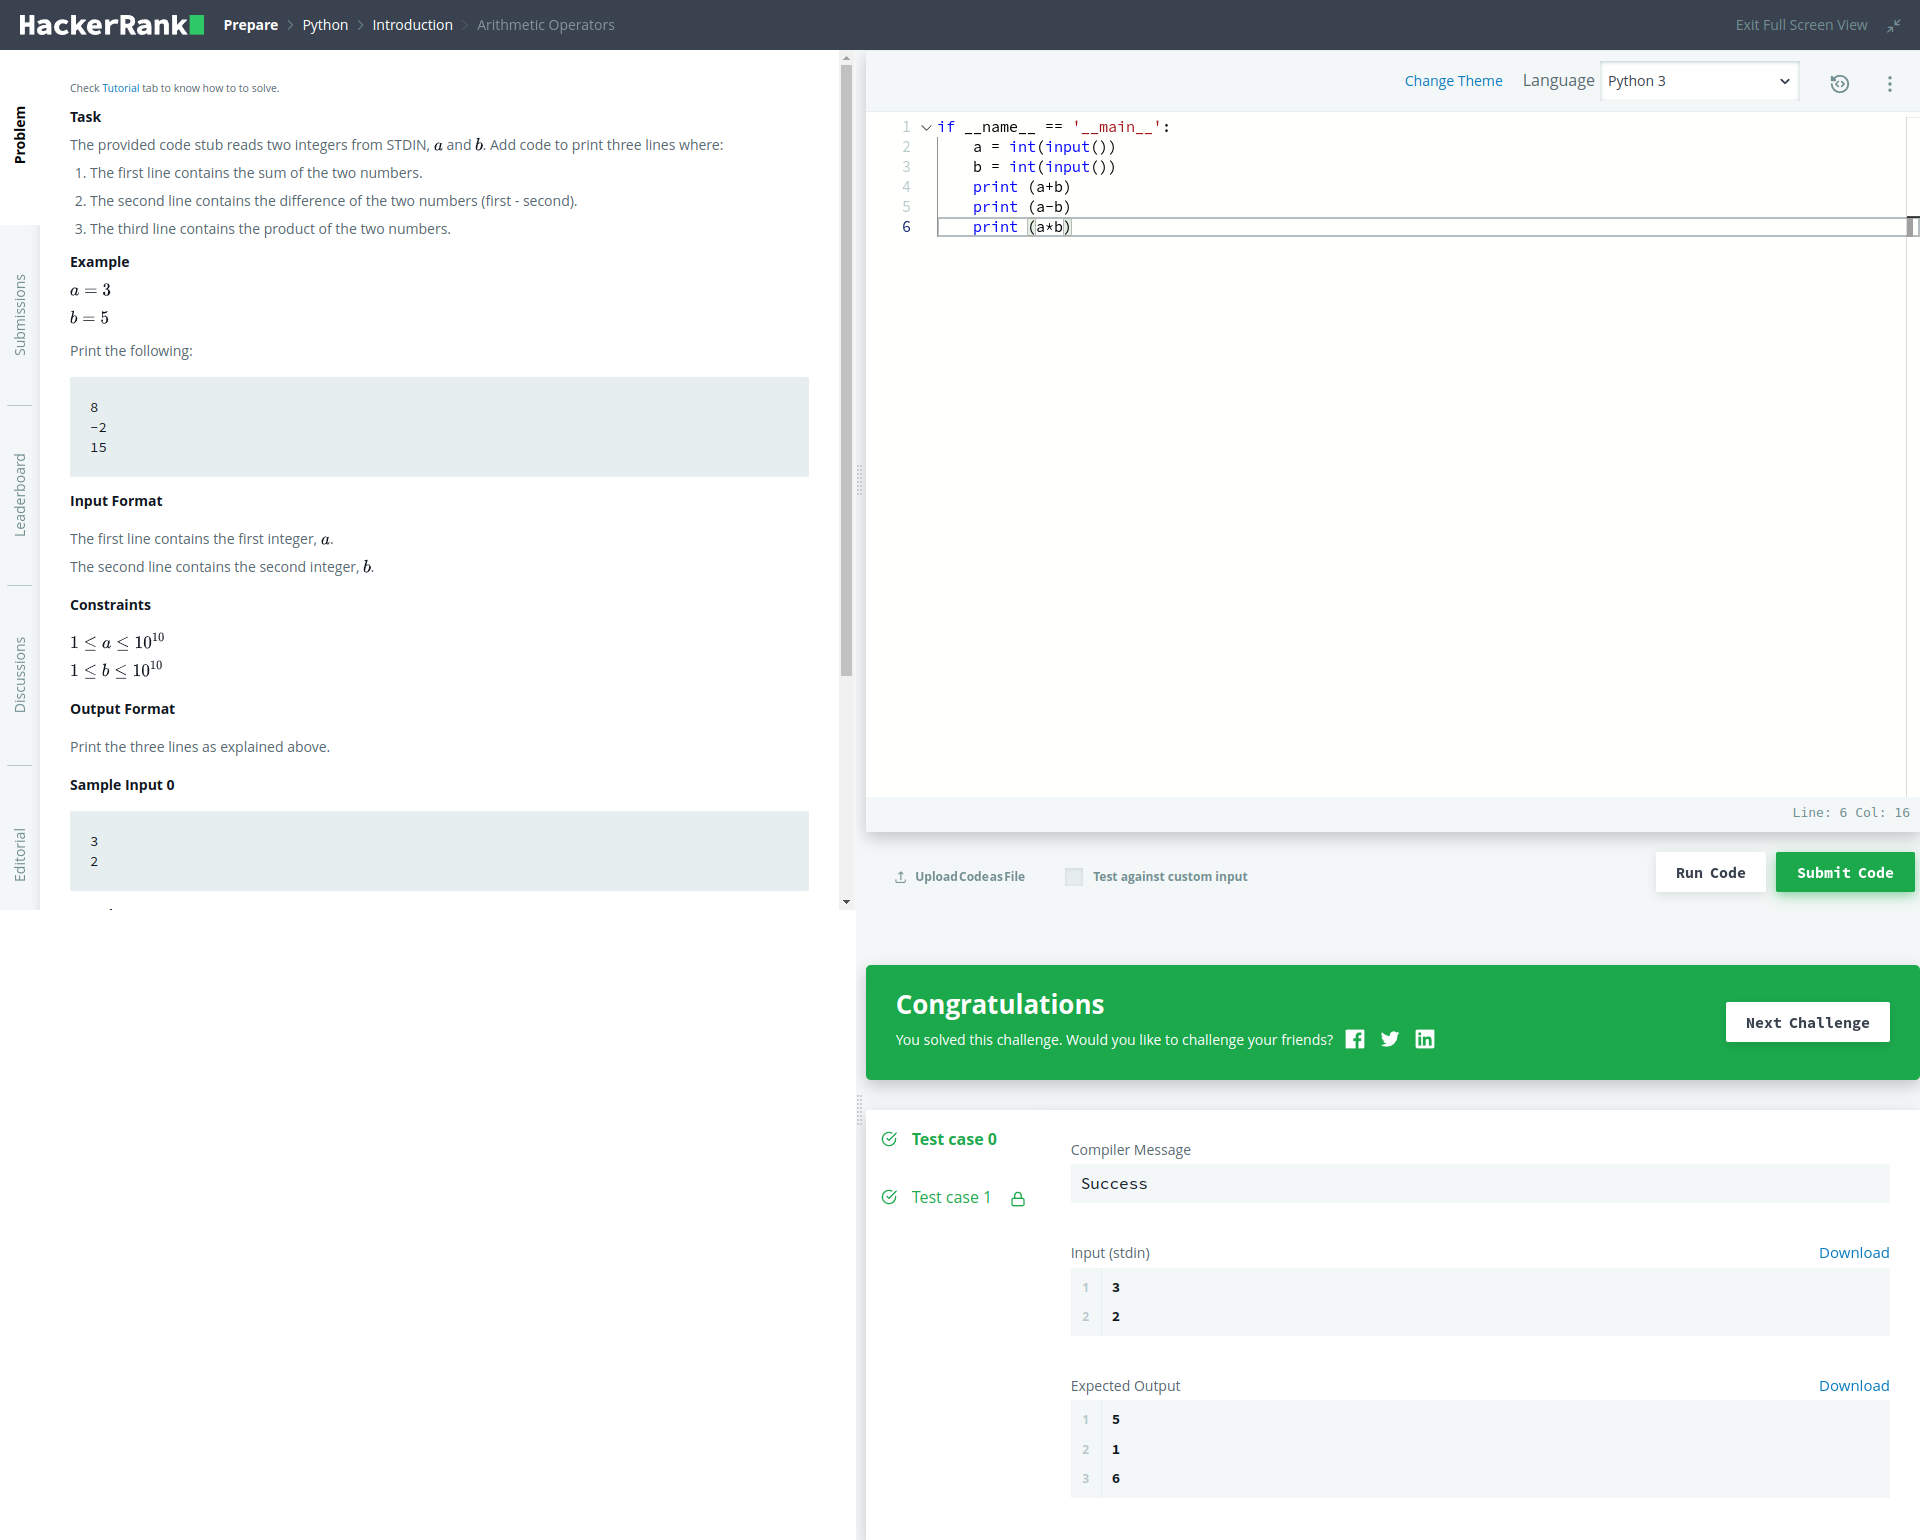 HackerRank Prepare > Python > Introduction > Arithmetic Operators Exit Full Screen View
Problem
Submissions
Leaderboard
Discussions
Editorial
Check Tutorial tab to know how to to solve.
Task
The provided code stub reads two integers from STDIN, a and b. Add code to print three lines where:
1. The first line contains the sum of the two numbers.
2. The second line contains the difference of the two numbers (first - second).
3. The third line contains the product of the two numbers.
Example
a = 3
b = 5
Print the following:
8
-2
15
Input Format
The first line contains the first integer, a.
The second line contains the second integer, b.
Constraints
1 ≤ a ≤ 10^10
1 ≤ b ≤ 10^10
Output Format
Print the three lines as explained above.
Sample Input 0
3
2
Change Theme Language Python 3
1 if __name__ == '__main__':
2 a = int(input())
3 b = int(input())
4 print (a+b)
5 print (a-b)
6 print (a*b)
Line: 6 Col: 16
Upload Code as File Test against custom input Run Code Submit Code
Congratulations
You solved this challenge. Would you like to challenge your friends?
Next Challenge
Test case 0
Test case 1
Compiler Message
Success
Input (stdin) Download
1 3
2 2
Expected Output Download
1 5
2 1
3 6